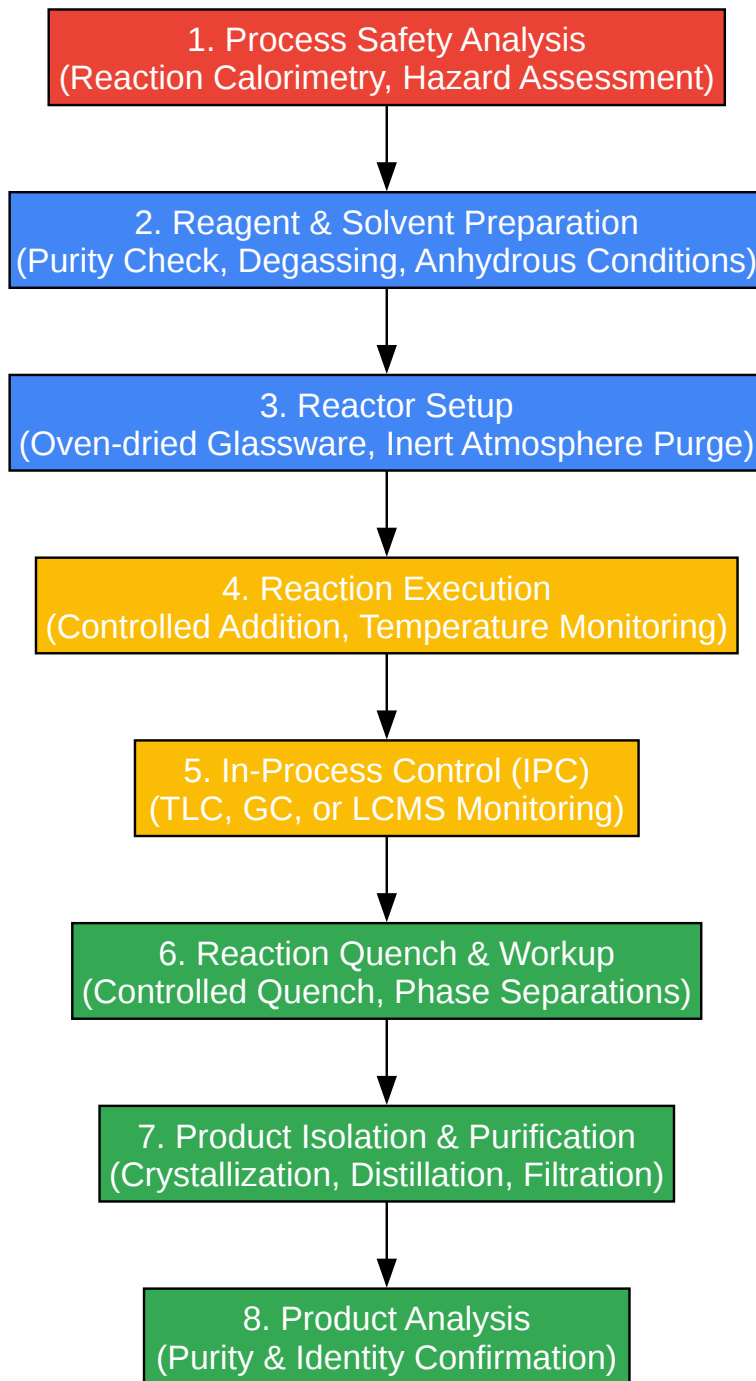 1. Process Safety Analysis
(Reaction Calorimetry, Hazard Assessment)
2. Reagent & Solvent Preparation
(Purity Check, Degassing, Anhydrous Conditions)
3. Reactor Setup
(Oven-dried Glassware, Inert Atmosphere Purge)
4. Reaction Execution
(Controlled Addition, Temperature Monitoring)
5. In-Process Control (IPC)
(TLC, GC, or LCMS Monitoring)
6. Reaction Quench & Workup
(Controlled Quench, Phase Separations)
7. Product Isolation & Purification
(Crystallization, Distillation, Filtration)
8. Product Analysis
(Purity & Identity Confirmation)